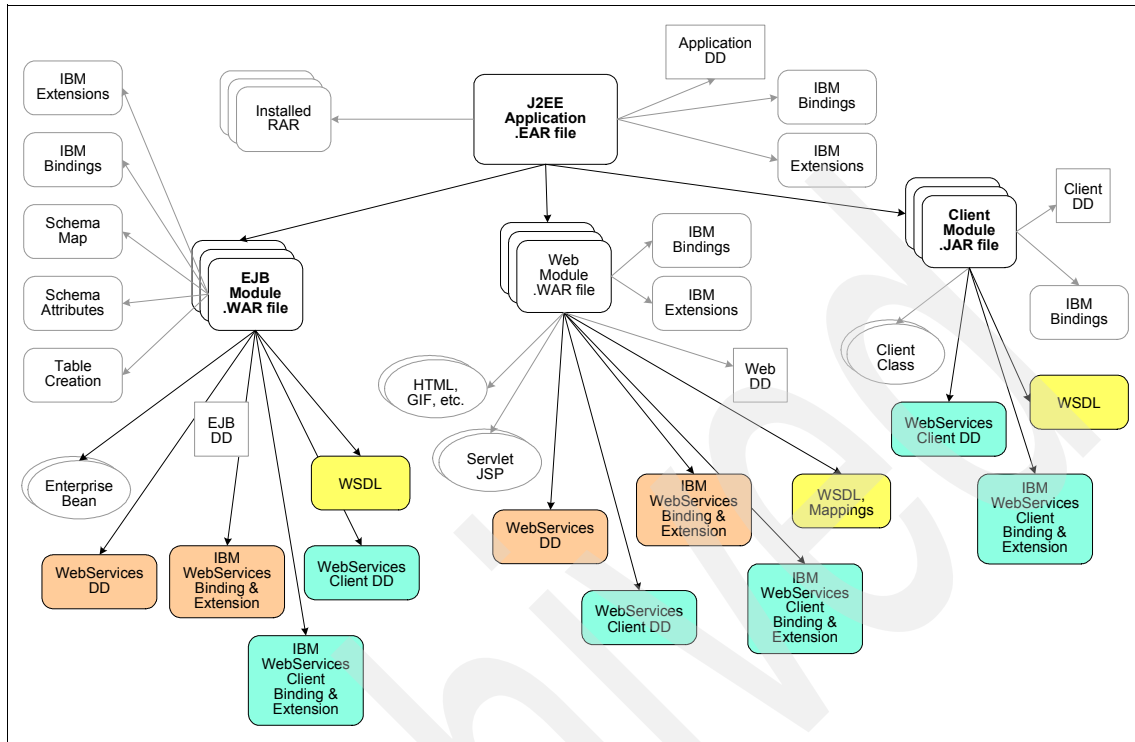 Application
DD
IBM
Extensions
Installed
RAR
J2EE
Application
.EAR file
IBM
Bindings
IBM
Extensions
IBM
Bindings
Client
DD
Schema
Map
Client
Module
.JAR file
EJB
Module
.WAR file
Web
Module
.WAR file
IBM
Bindings
IBM
Extensions
IBM
Bindings
Schema
Attributes
Table
Creation
Client
Class
HTML,
GIF, etc.
Web
DD
EJB
DD
WSDL
WebServices
Client DD
Enterprise
Bean
WSDL
Servlet
JSP
IBM
WebServices
Binding &
Extension
WSDL,
Mappings
IBM
WebServices
Client
Binding &
Extension
WebServices
DD
IBM
WebServices
Binding &
Extension
WebServices
Client DD
WebServices
DD
WebServices
Client DD
IBM
WebServices
Client
Binding &
Extension
IBM
WebServices
Client
Binding &
Extension